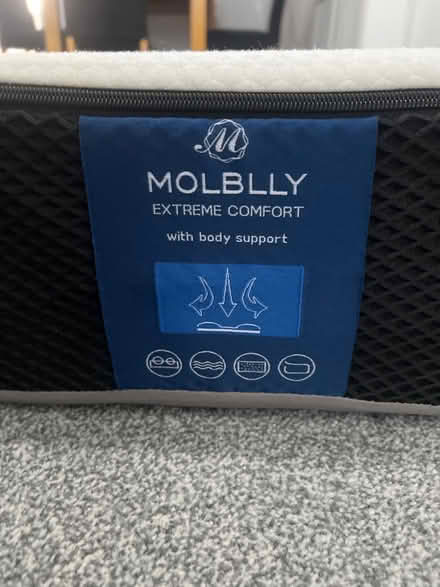 M
MOLBLLY
EXTREME COMFORT
with body support